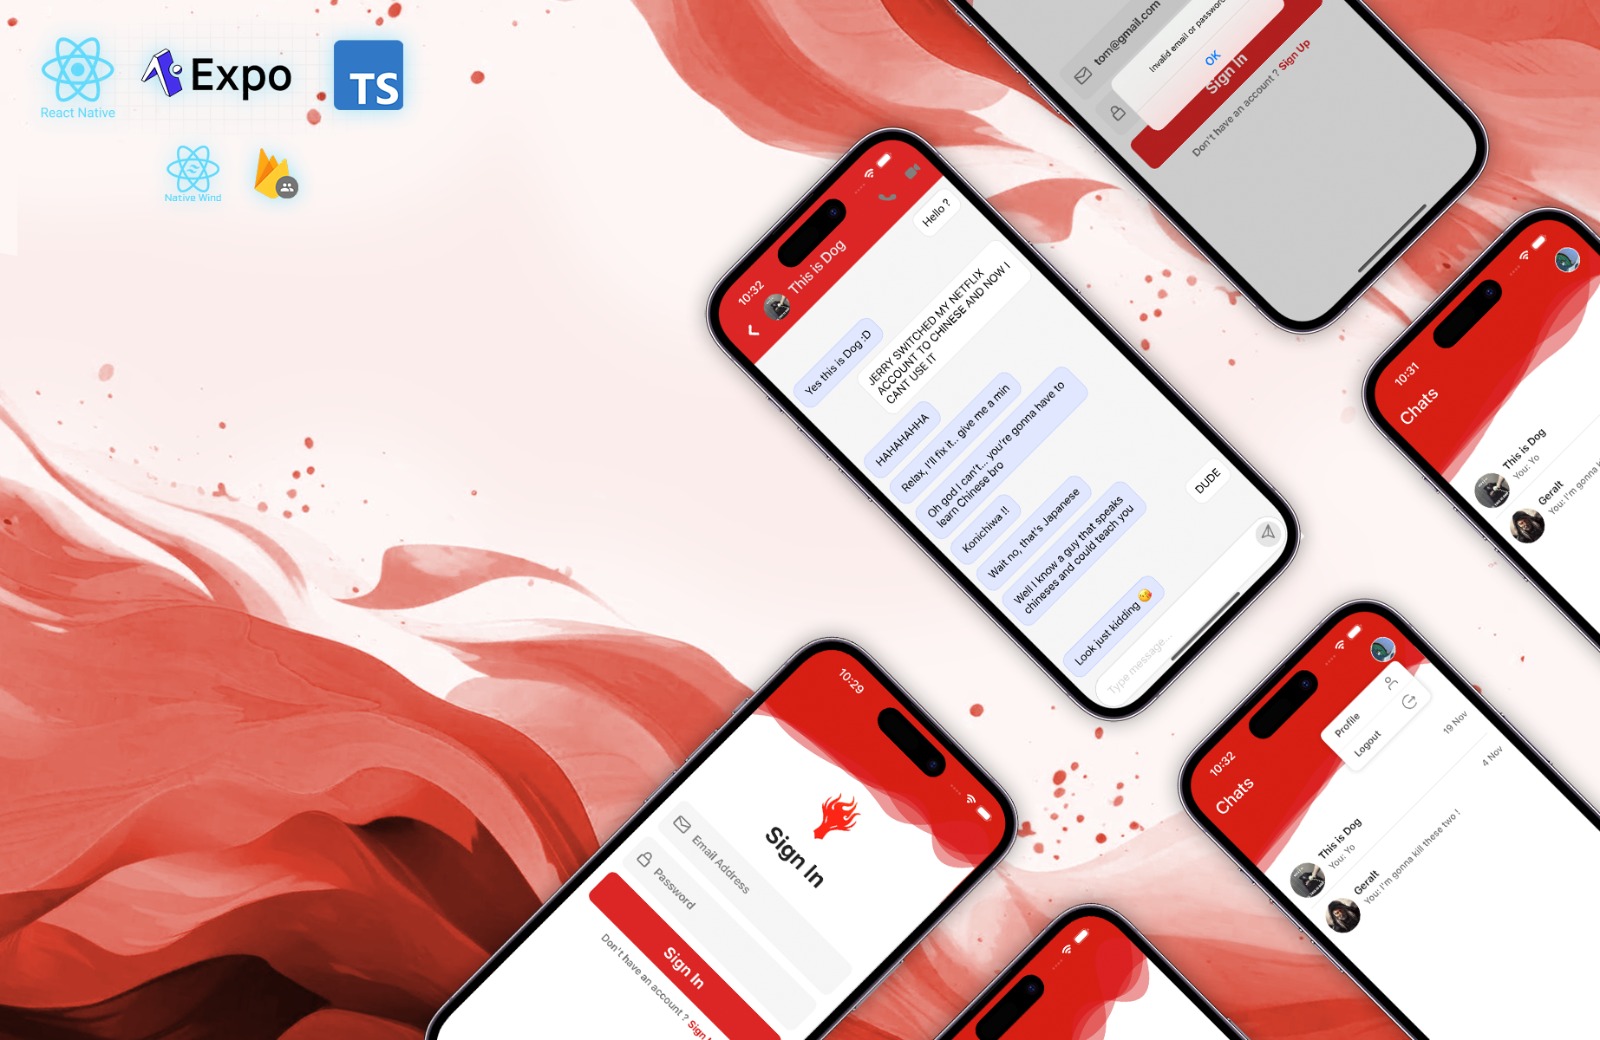 React Native
Expo
TS
Native Wind
tom@gmail.com
Invalid email or password
OK
Sign In
Don't have an account ? Sign Up
10:32
This is Dog
Hello ?
Yes this is Dog :D
JERRY SWITCHED MY NETFLIX
ACCOUNT TO CHINESE AND NOW I
CANT USE IT
HAHAHAHHA
Relax, I'll fix it.. give me a min
Oh god I can't... you're gonna have to
learn Chinese bro
Konichiwa !!
Wait no, that's Japanese
Well I know a guy that speaks
chineses and could teach you
DUDE
Look just kidding 😘
Type message...
10:31
Chats
This is Dog
You: Yo
Geralt
You: I'm gonna k
10:29
Sign In
Email Address
Password
Sign In
Don't have an account ? Sign
10:32
Chats
Profile
Logout
This is Dog
You: Yo
19 Nov
Geralt
You: I'm gonna kill these two !
4 Nov